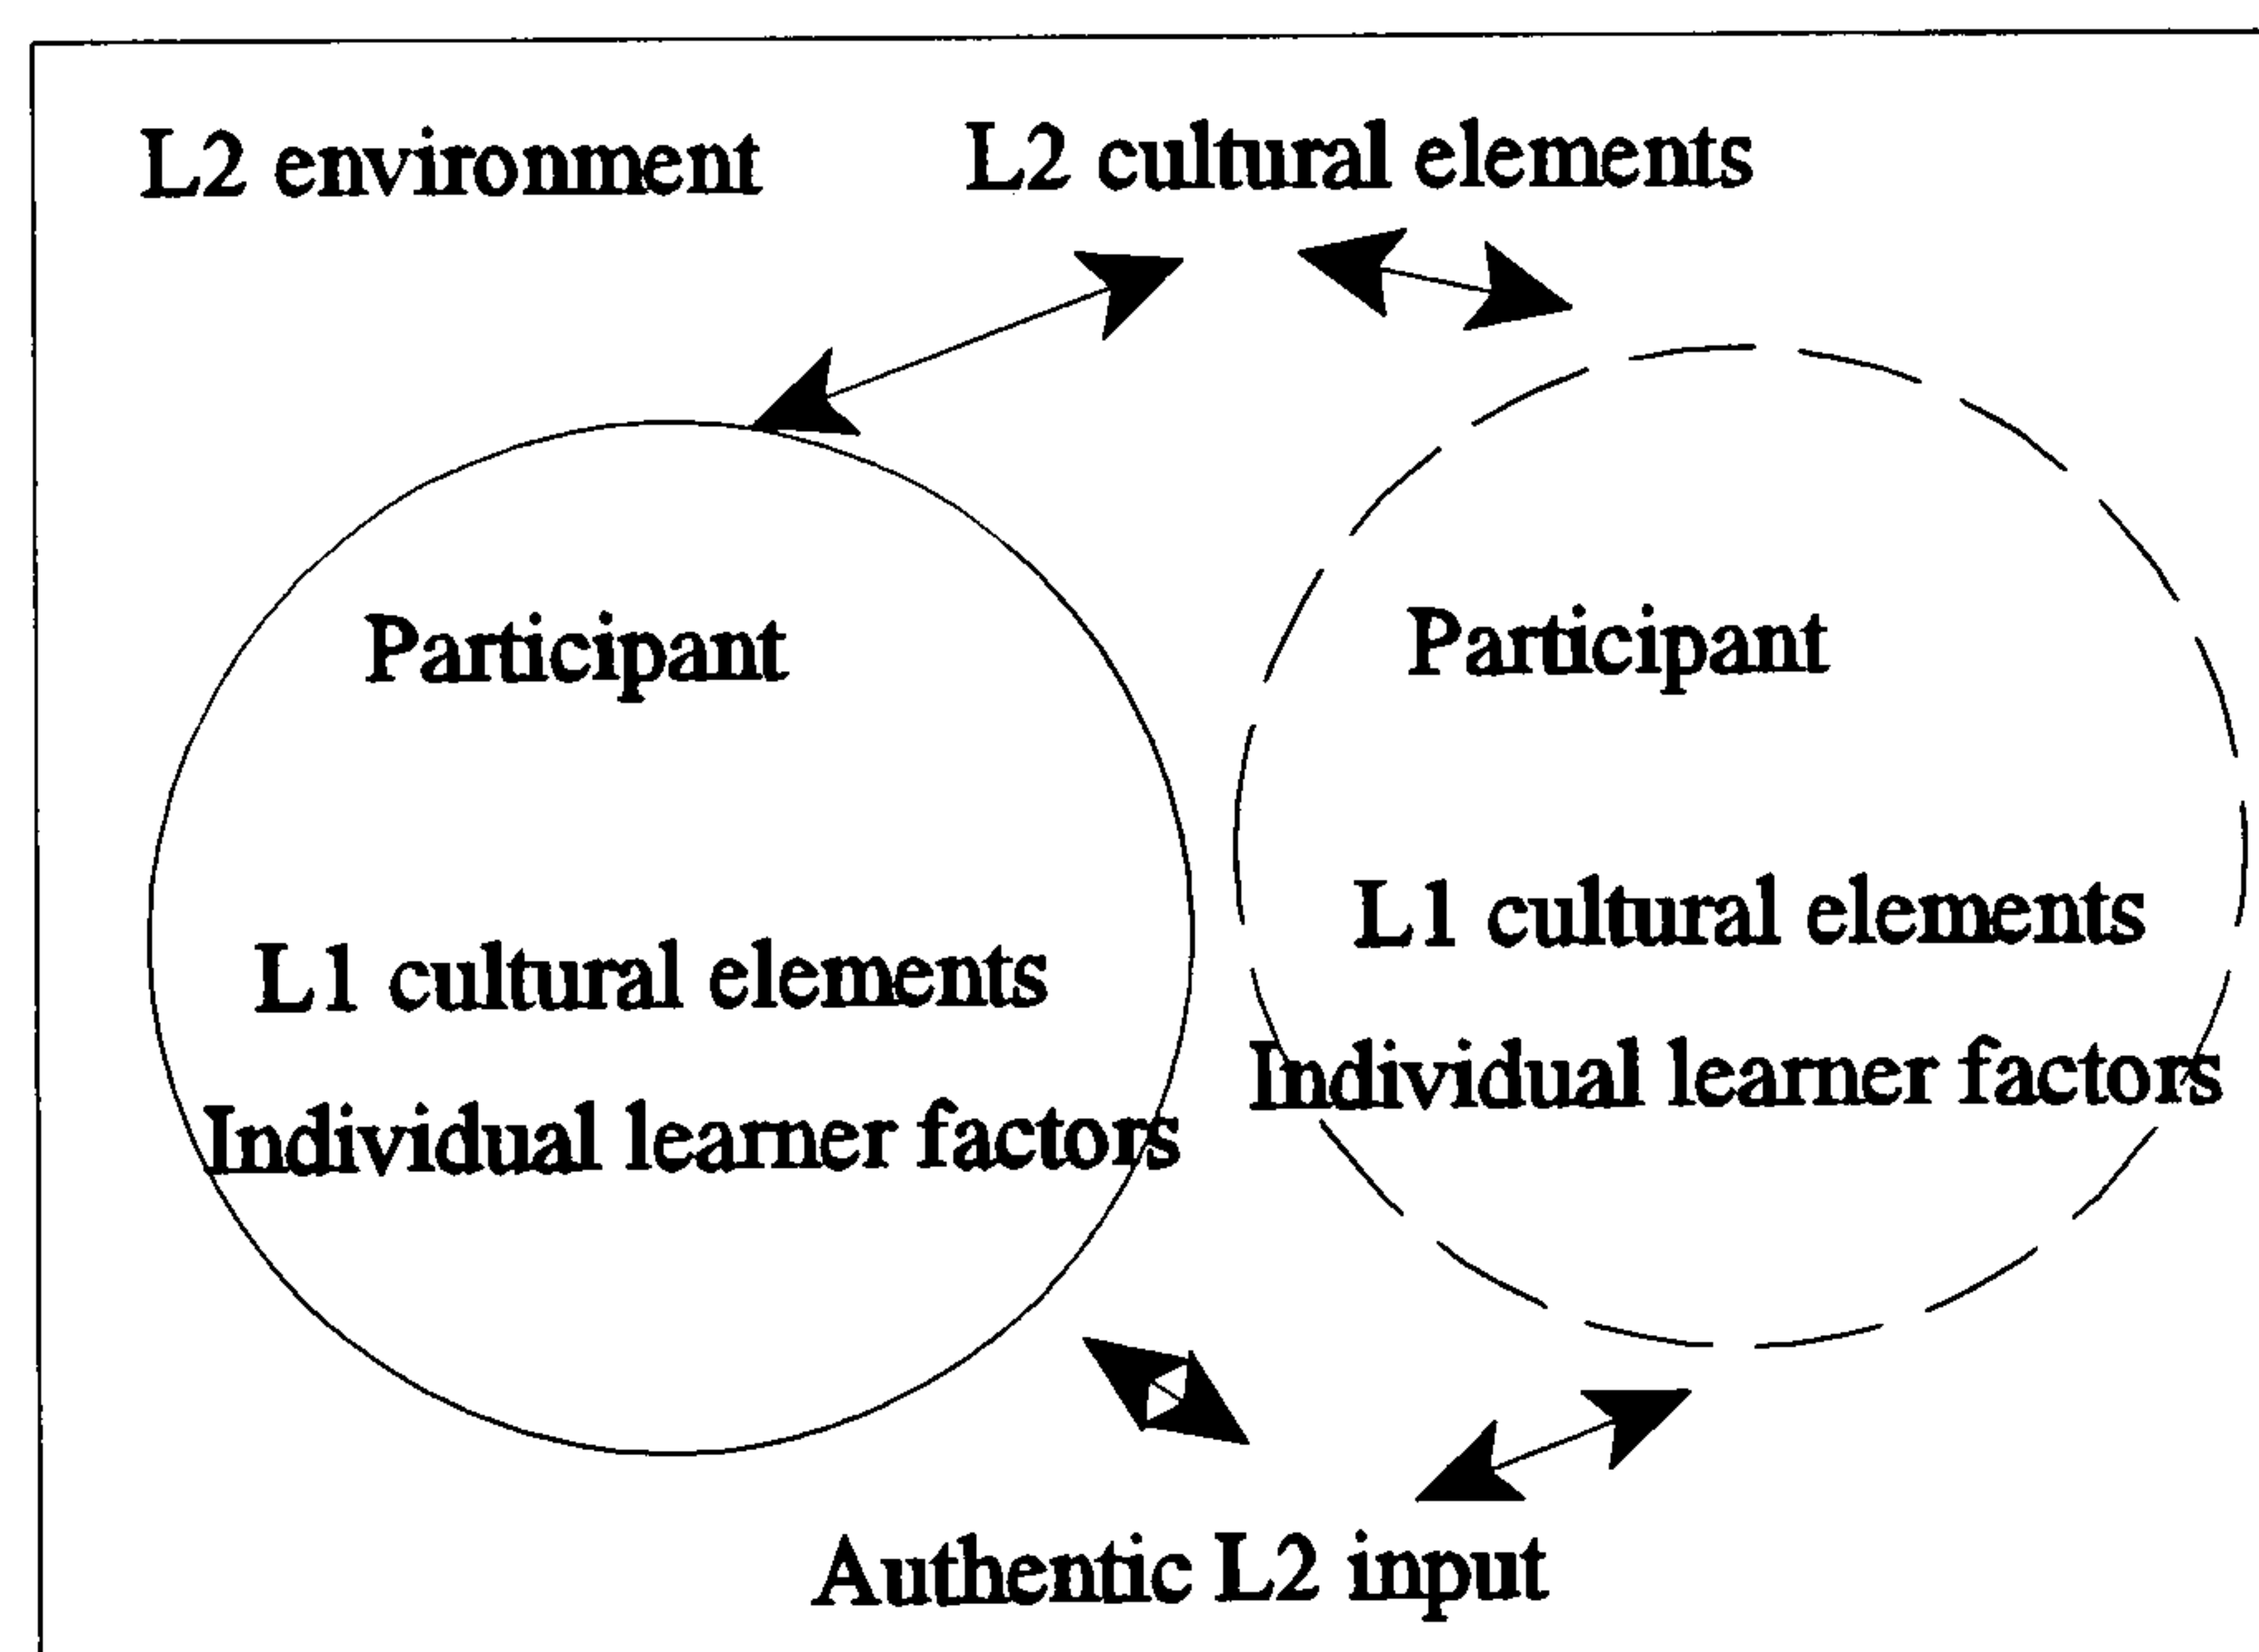 L2 environment
L2 cultural elements
Participant
L1 cultural elements
Individual learner factors
Participant
L1 cultural elements
Individual learner factors
Authentic L2 input